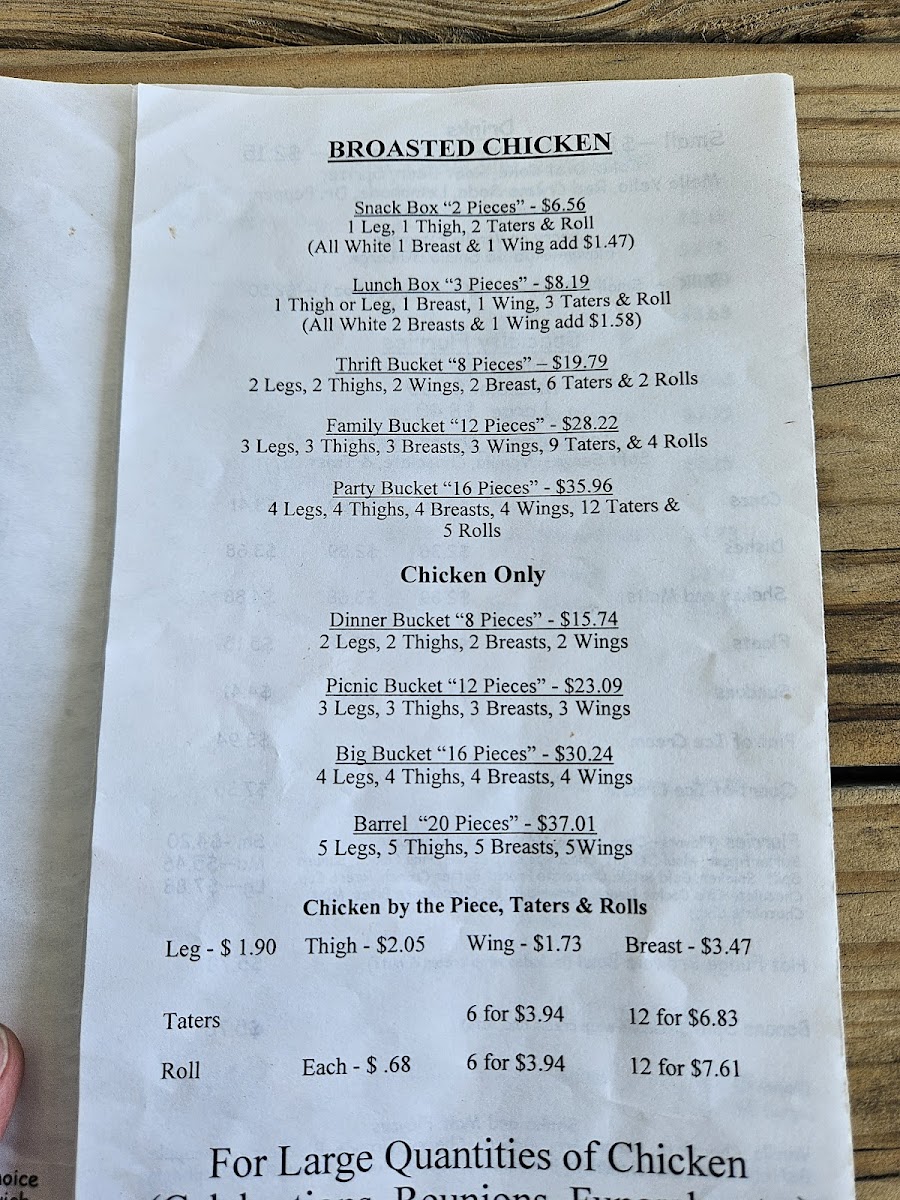 BROASTED CHICKEN
Snack Box “2 Pieces” - $6.56
1 Leg, 1 Thigh, 2 Taters & Roll
(All White 1 Breast & 1 Wing add $1.47)
Lunch Box “3 Pieces” - $8.19
1 Thigh or Leg, 1 Breast, 1 Wing, 3 Taters & Roll
(All White 2 Breasts & 1 Wing add $1.58)
Thrift Bucket “8 Pieces” – $19.79
2 Legs, 2 Thighs, 2 Wings, 2 Breast, 6 Taters & 2 Rolls
Family Bucket “12 Pieces” - $28.22
3 Legs, 3 Thighs, 3 Breasts, 3 Wings, 9 Taters, & 4 Rolls
Party Bucket “16 Pieces” - $35.96
4 Legs, 4 Thighs, 4 Breasts, 4 Wings, 12 Taters &
5 Rolls
Chicken Only
Dinner Bucket “8 Pieces” - $15.74
2 Legs, 2 Thighs, 2 Breasts, 2 Wings
Picnic Bucket “12 Pieces” - $23.09
3 Legs, 3 Thighs, 3 Breasts, 3 Wings
Big Bucket “16 Pieces” - $30.24
4 Legs, 4 Thighs, 4 Breasts, 4 Wings
Barrel “20 Pieces” - $37.01
5 Legs, 5 Thighs, 5 Breasts, 5Wings
Chicken by the Piece, Taters & Rolls
Leg - $ 1.90 Thigh - $2.05 Wing - $1.73 Breast - $3.47
Taters 6 for $3.94 12 for $6.83
Roll Each - $ .68 6 for $3.94 12 for $7.61
For Large Quantities of Chicken